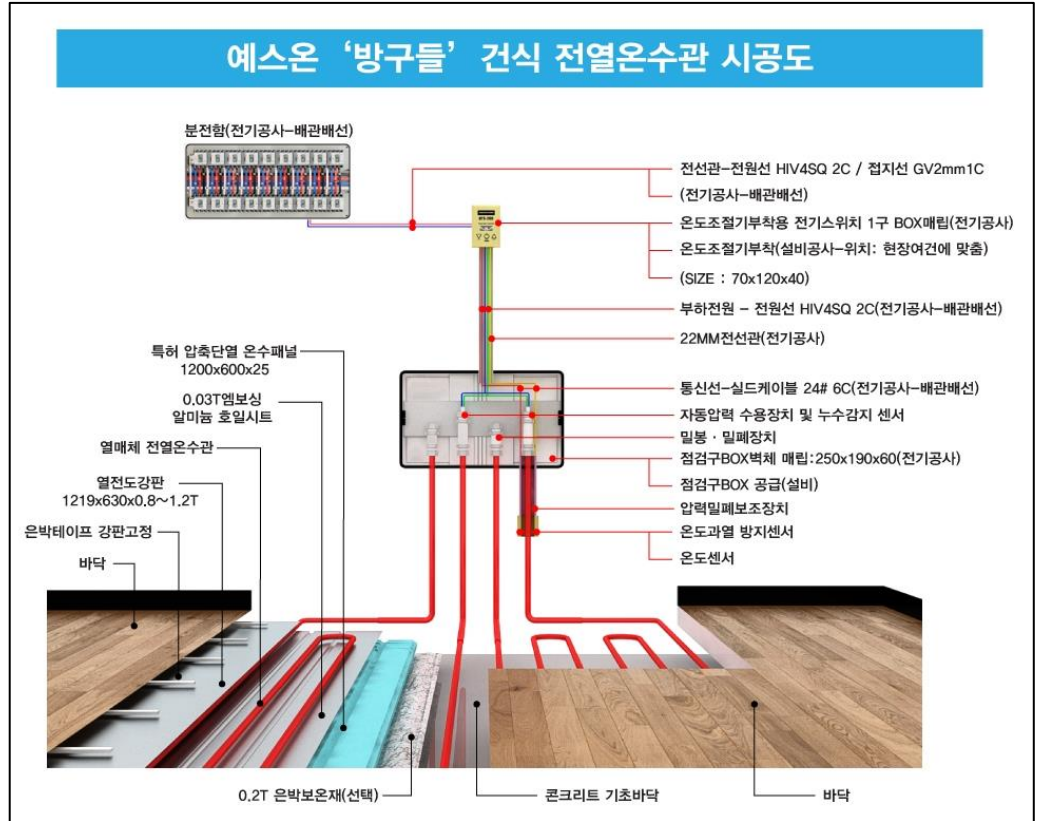 예스온 ‘방구들’ 건식 전열온수관 시공도
분전함(전기공사-배관배선)
전선관-전원선 HIV4SQ 2C / 접지선 GV2mm1C
(전기공사-배관배선)
온도조절기부착용 전기스위치 1구 BOX매립(전기공사)
온도조절기부착(설비공사-위치: 현장여건에 맞춤)
(SIZE : 70x120x40)
부하전원 - 전원선 HIV4SQ 2C(전기공사-배관배선)
22MM전선관(전기공사)
통신선-실드케이블 24# 6C(전기공사-배관배선)
자동압력 수용장치 및 누수감지 센서
밀봉 · 밀폐장치
점검구BOX벽체 매립:250x190x60(전기공사)
점검구BOX 공급(설비)
압력밀폐보조장치
온도과열 방지센서
온도센서
특허 압축단열 온수패널
1200x600x25
0.03T엠보싱
알미늄 호일시트
열매체 전열온수관
열전도강판
1219x630x0.8~1.2T
은박테이프 강판고정
바닥
0.2T 은박보온재(선택)
콘크리트 기초바닥
바닥